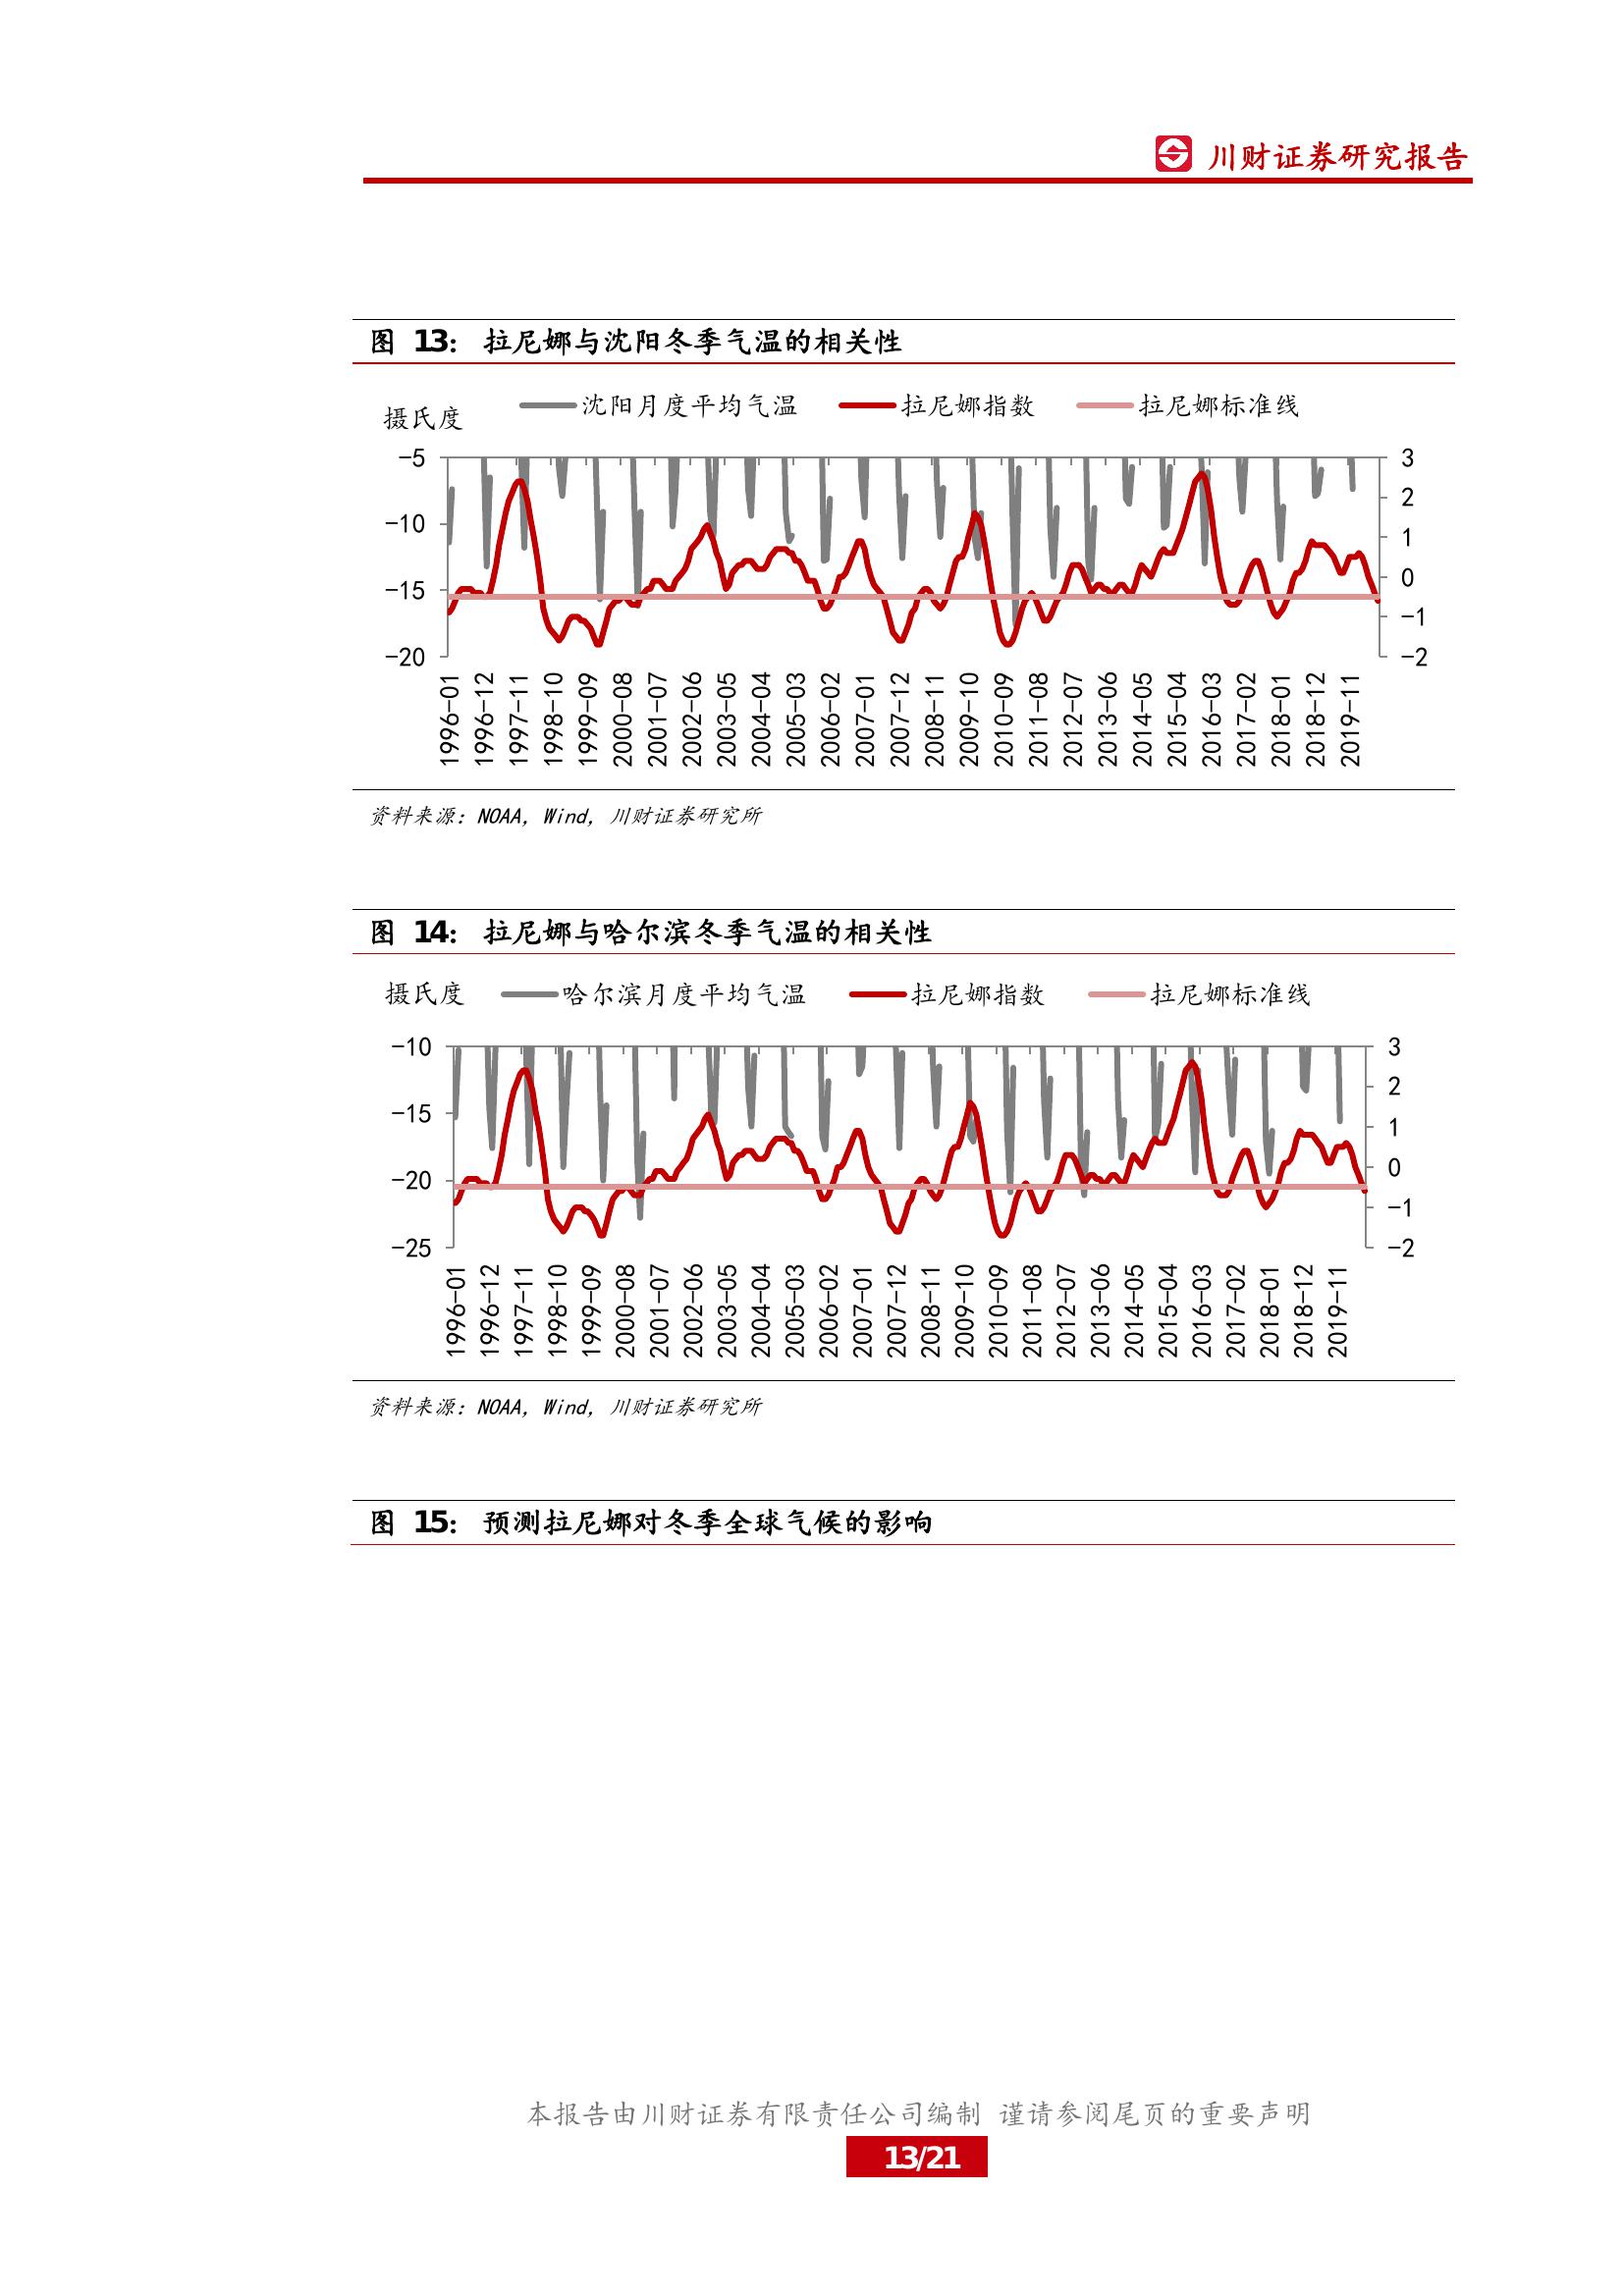 川财证券研究报告
图 13： 拉尼娜与沈阳冬季气温的相关性
摄氏度 沈阳月度平均气温 拉尼娜指数 拉尼娜标准线
-5 3
2
-10 1
-15 0
-1
-20 -2
1996-01 1996-12 1997-11 1998-10 1999-09 2000-08 2001-07 2002-06 2003-05 2004-04 2005-03 2006-02 2007-01 2007-12 2008-11 2009-10 2010-09 2011-08 2012-07 2013-06 2014-05 2015-04 2016-03 2017-02 2018-01 2018-12 2019-11
资料来源：NOAA，Wind，川财证券研究所
图 14： 拉尼娜与哈尔滨冬季气温的相关性
摄氏度 哈尔滨月度平均气温 拉尼娜指数 拉尼娜标准线
-10 3
2
-15 1
-20 0
-1
-25 -2
1996-01 1996-12 1997-11 1998-10 1999-09 2000-08 2001-07 2002-06 2003-05 2004-04 2005-03 2006-02 2007-01 2007-12 2008-11 2009-10 2010-09 2011-08 2012-07 2013-06 2014-05 2015-04 2016-03 2017-02 2018-01 2018-12 2019-11
资料来源：NOAA，Wind，川财证券研究所
图 15： 预测拉尼娜对冬季全球气候的影响
本报告由川财证券有限责任公司编制 谨请参阅尾页的重要声明
13/21